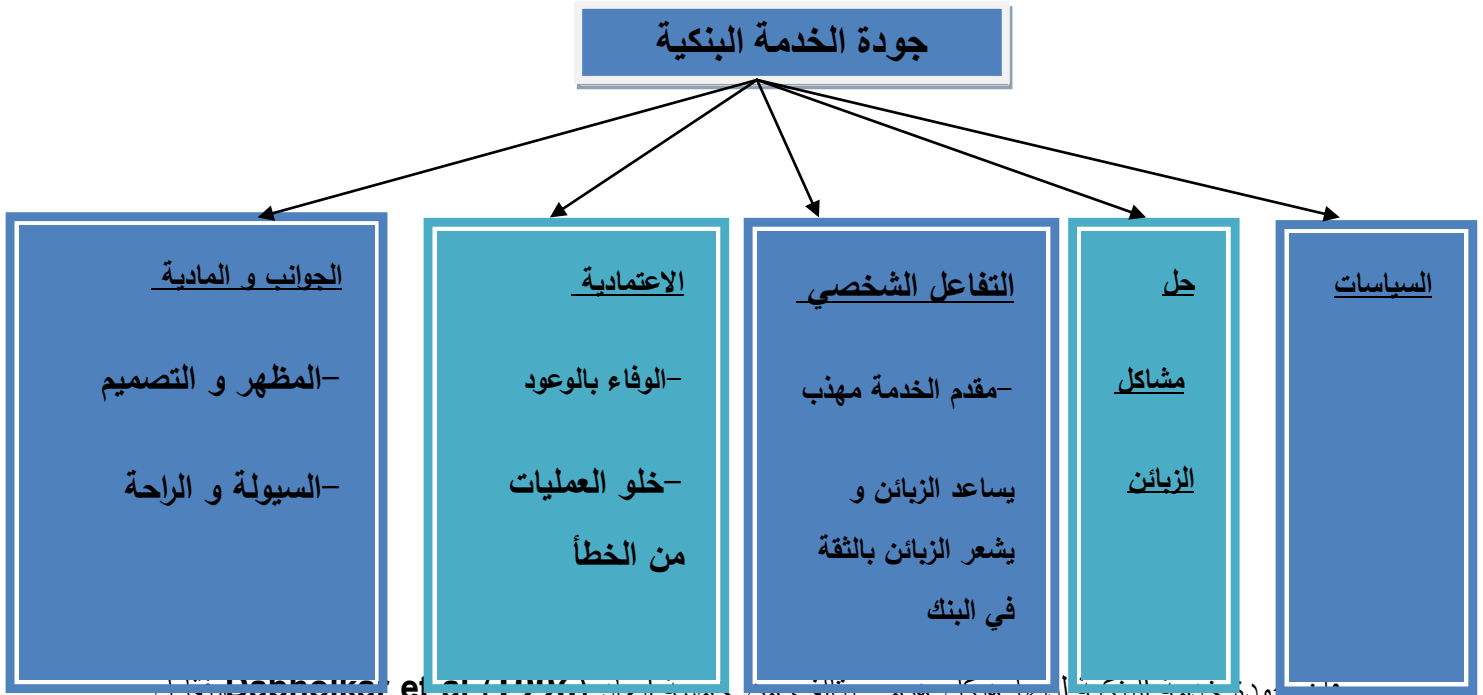 جودة الخدمة البنكية
السياسات
حل
مشاكل
الزبائن
التفاعل الشخصي
-مقدم الخدمة مهذب
يساعد الزبائن و
يشعر الزبائن بالثقة
في البنك
الاعتمادية
-الوفاء بالوعود
-خلو العمليات
من الخطأ
الجوانب و المادية
-المظهر و التصميم
-السيولة و الراحة